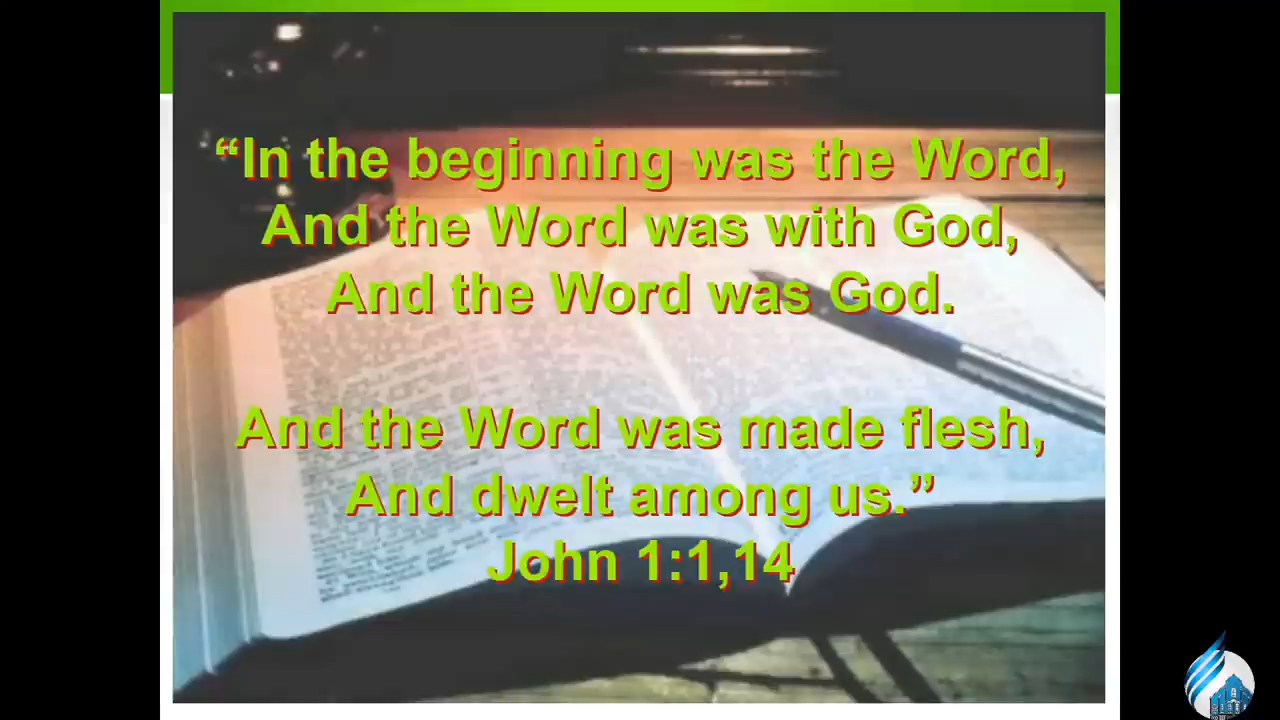 “In the beginning was the Word,
And the Word was with God,
And the Word was God.
And the Word was made flesh,
And dwelt among us.”
John 1:1,14